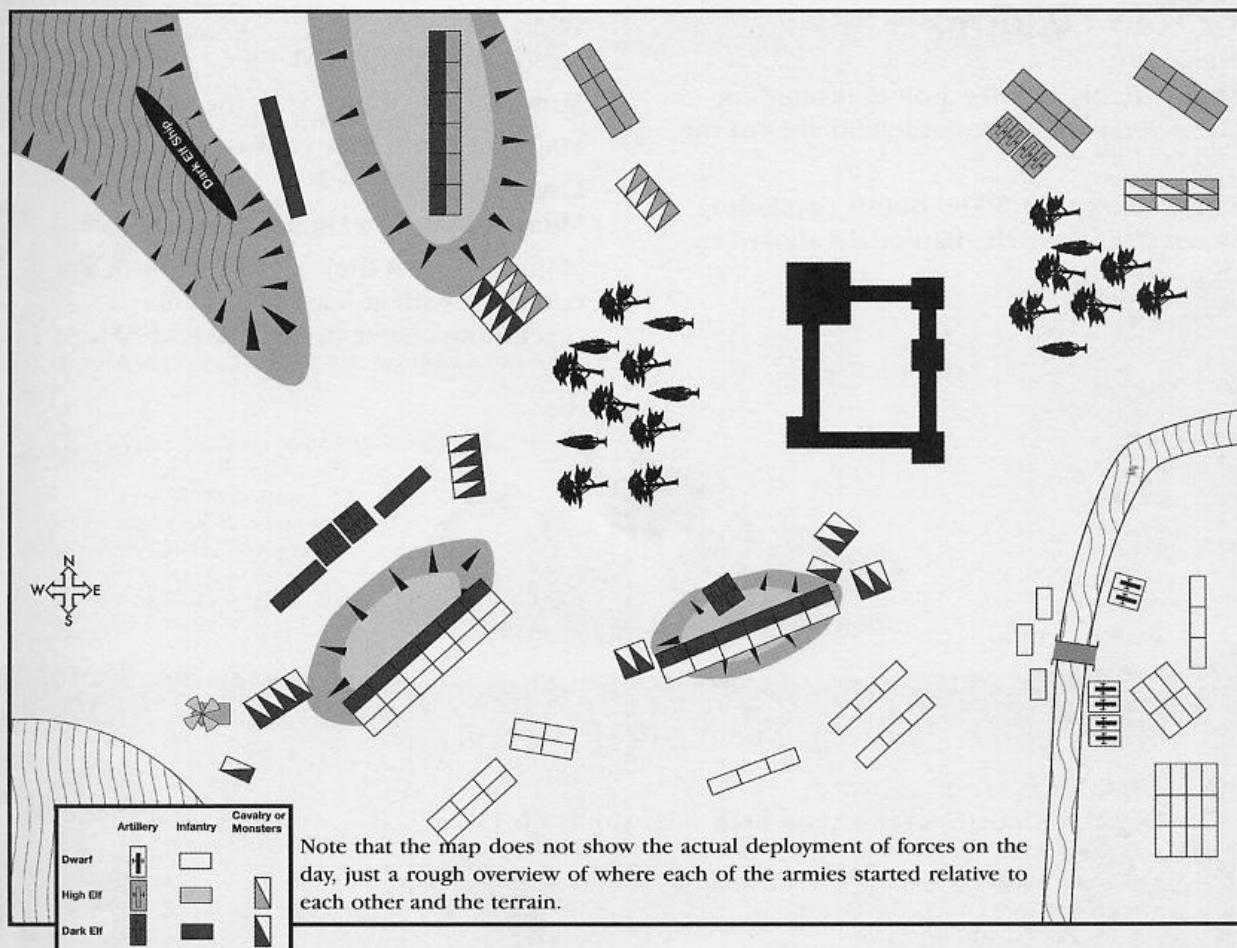 Dark Elf Ship
N
W E
S
Artillery Infantry Cavalry or
Monsters
Dwarf
High Elf
Dark Elf
Note that the map does not show the actual deployment of forces on the
day, just a rough overview of where each of the armies started relative to
each other and the terrain.